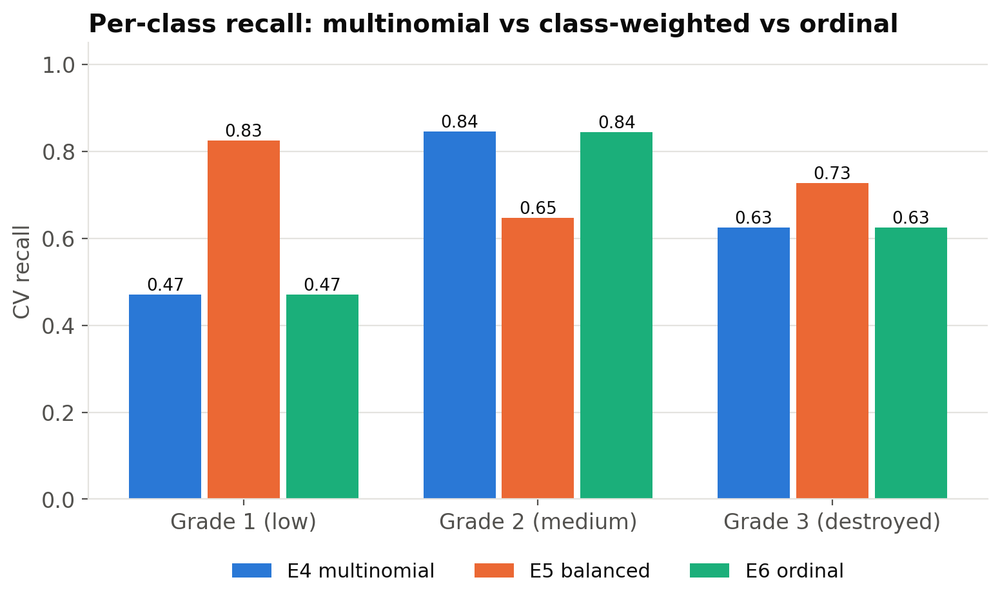 Per-class recall: multinomial vs class-weighted vs ordinal
1.0
0.8
0.6
0.4
0.2
0.0
CV recall
0.47
0.83
0.47
0.84
0.65
0.84
0.63
0.73
0.63
Grade 1 (low)
Grade 2 (medium)
Grade 3 (destroyed)
E4 multinomial
E5 balanced
E6 ordinal